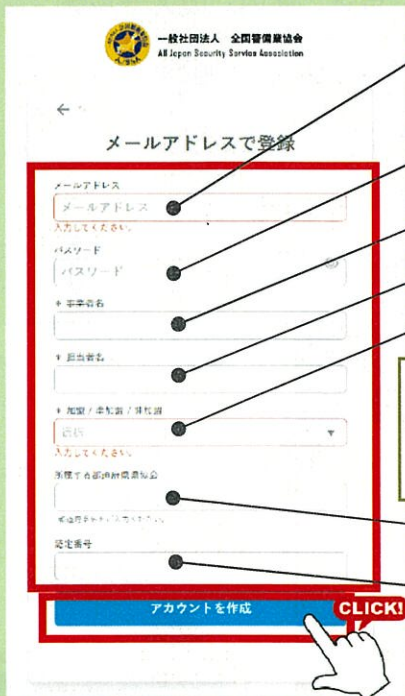 一般社団法人 全国警備業協会
All Japan Security Service Association
←
メールアドレスで登録
メールアドレス
メールアドレス
入力してください。
パスワード
パスワード
* 事業者名
* 担当者名
* 加盟 / 準加盟 / 非加盟
選択
入力してください。
所属する都道府県警協会
認定番号
アカウントを作成
CLICK!